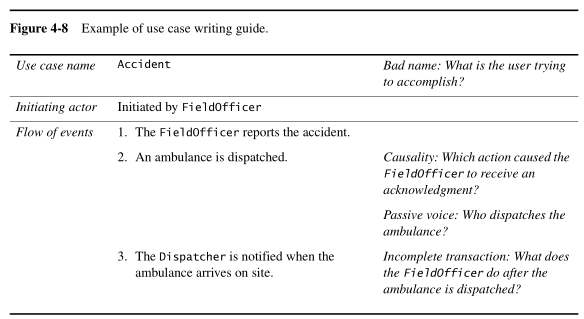 Figure 4-8 Example of use case writing guide.
Use case name Accident Bad name: What is the user trying
to accomplish?
Initiating actor Initiated by FieldOfficer
Flow of events 1. The FieldOfficer reports the accident.
2. An ambulance is dispatched. Causality: Which action caused the
FieldOfficer to receive an
acknowledgment?
Passive voice: Who dispatches the
ambulance?
3. The Dispatcher is notified when the Incomplete transaction: What does
ambulance arrives on site. the FieldOfficer do after the
ambulance is dispatched?